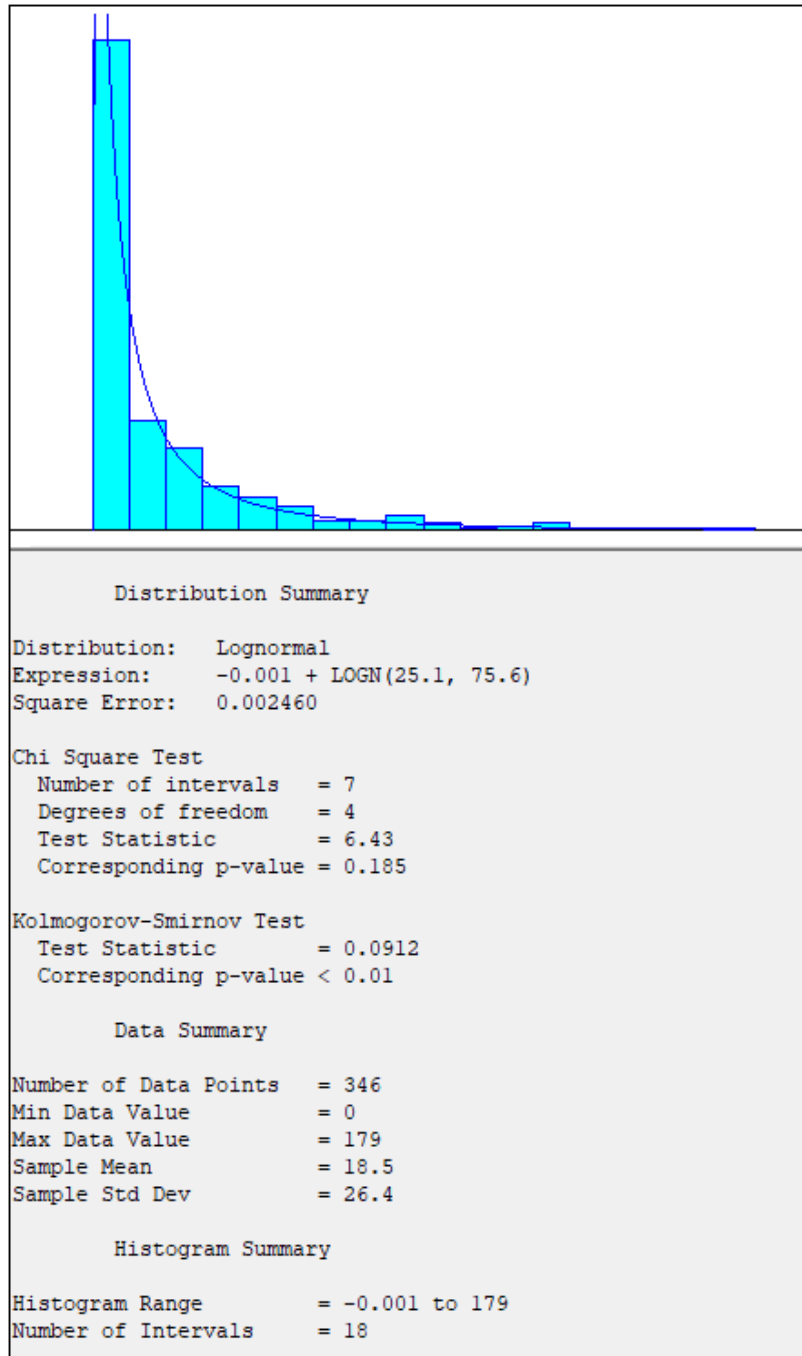 Distribution Summary
Distribution: Lognormal
Expression: -0.001 + LOGN(25.1, 75.6)
Square Error: 0.002460
Chi Square Test
Number of intervals = 7
Degrees of freedom = 4
Test Statistic = 6.43
Corresponding p-value = 0.185
Kolmogorov-Smirnov Test
Test Statistic = 0.0912
Corresponding p-value < 0.01
Data Summary
Number of Data Points = 346
Min Data Value = 0
Max Data Value = 179
Sample Mean = 18.5
Sample Std Dev = 26.4
Histogram Summary
Histogram Range = -0.001 to 179
Number of Intervals = 18